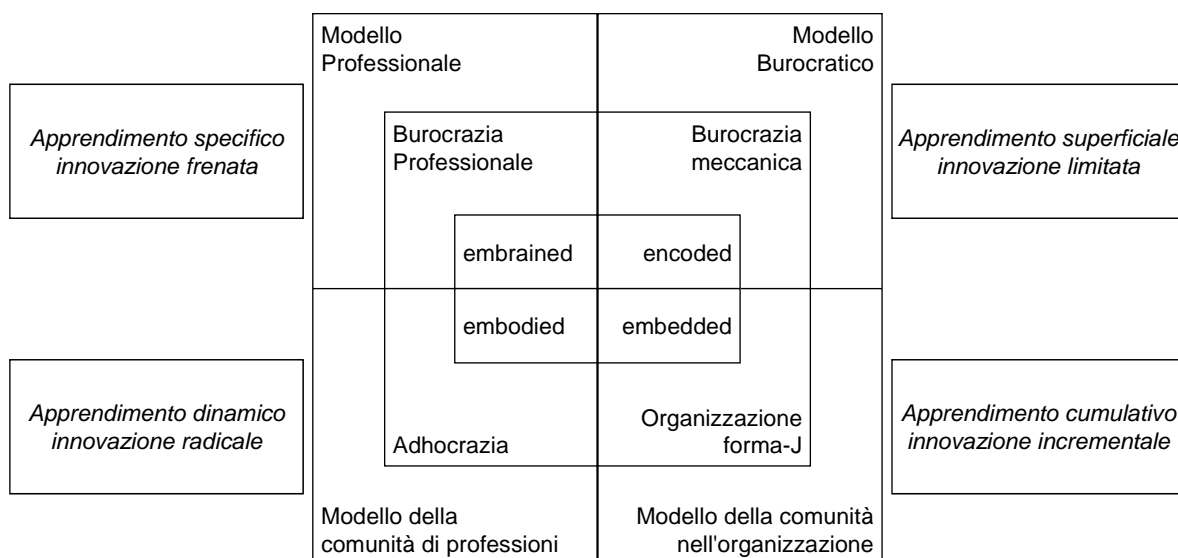 Modello
Professionale
Modello
Burocratico
Apprendimento specifico
innovazione frenata
Burocrazia
Professionale
Burocrazia
meccanica
Apprendimento superficiale
innovazione limitata
embrained
encoded
embodied
embedded
Apprendimento dinamico
innovazione radicale
Adhocrazia
Organizzazione
forma-J
Apprendimento cumulativo
innovazione incrementale
Modello della
comunità di professioni
Modello della comunità
nell'organizzazione